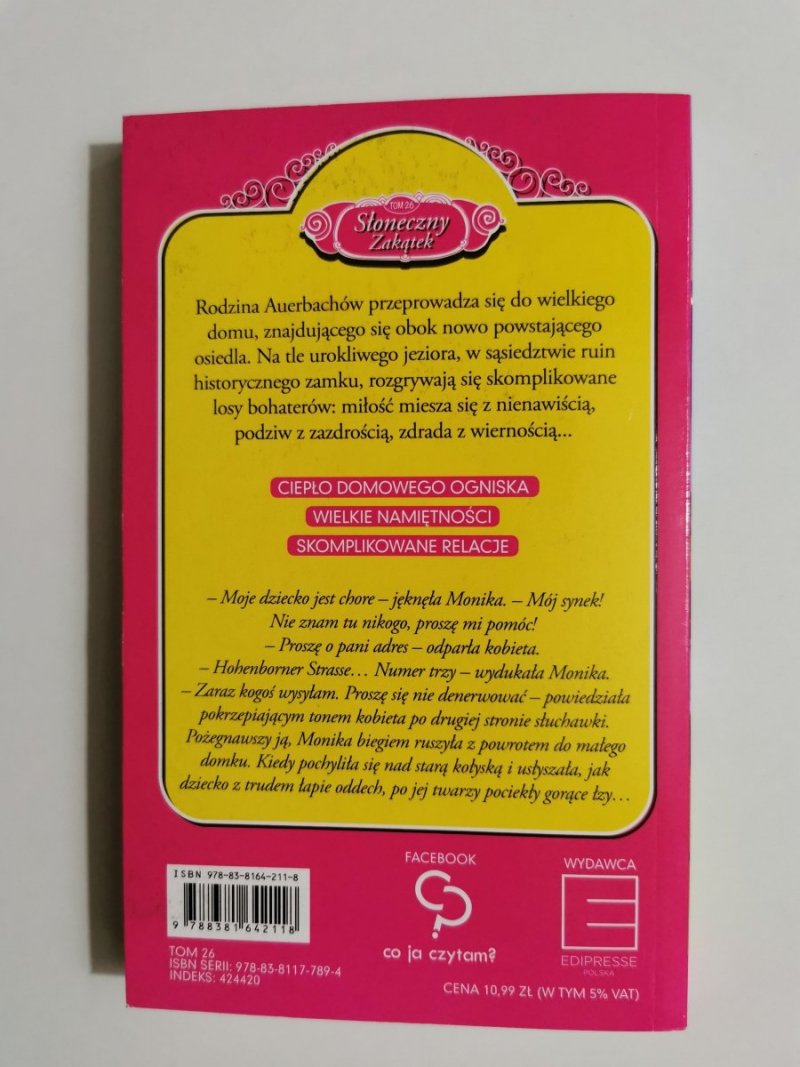 TOM 26
Słoneczny
Zakątek
Rodzina Auerbachów przeprowadza się do wielkiego
domu, znajdującego się obok nowo powstającego
osiedla. Na tle urokliwego jeziora, w sąsiedztwie ruin
historycznego zamku, rozgrywają się skomplikowane
losy bohaterów: miłość miesza się z nienawiścią,
podziw z zazdrością, zdrada z wiernością...
CIEPŁO DOMOWEGO OGNISKA
WIELKIE NAMIĘTNOŚCI
SKOMPLIKOWANE RELACJE
– Moje dziecko jest chore – jęknęła Monika. – Mój synek!
Nie znam tu nikogo, proszę mi pomóc!
– Proszę o pani adres – odparła kobieta.
– Hohenborner Strasse… Numer trzy – wydukała Monika.
– Zaraz kogoś wysyłam. Proszę się nie denerwować – powiedziała
pokrzepiającym tonem kobieta po drugiej stronie słuchawki.
Pożegnawszy ją, Monika biegiem ruszyła z powrotem do małego
domku. Kiedy pochyliła się nad starą kołyską i usłyszała, jak
dziecko z trudem łapie oddech, po jej twarzy pociekły gorące łzy…
ISBN 978-83-8164-211-8
9 788381 642118
TOM 26
ISBN SERII: 978-83-8117-789-4
INDEKS: 424420
FACEBOOK
co ja czytam?
WYDAWCA
EDIPRESSE
POLSKA
CENA 10,99 ZŁ (W TYM 5% VAT)